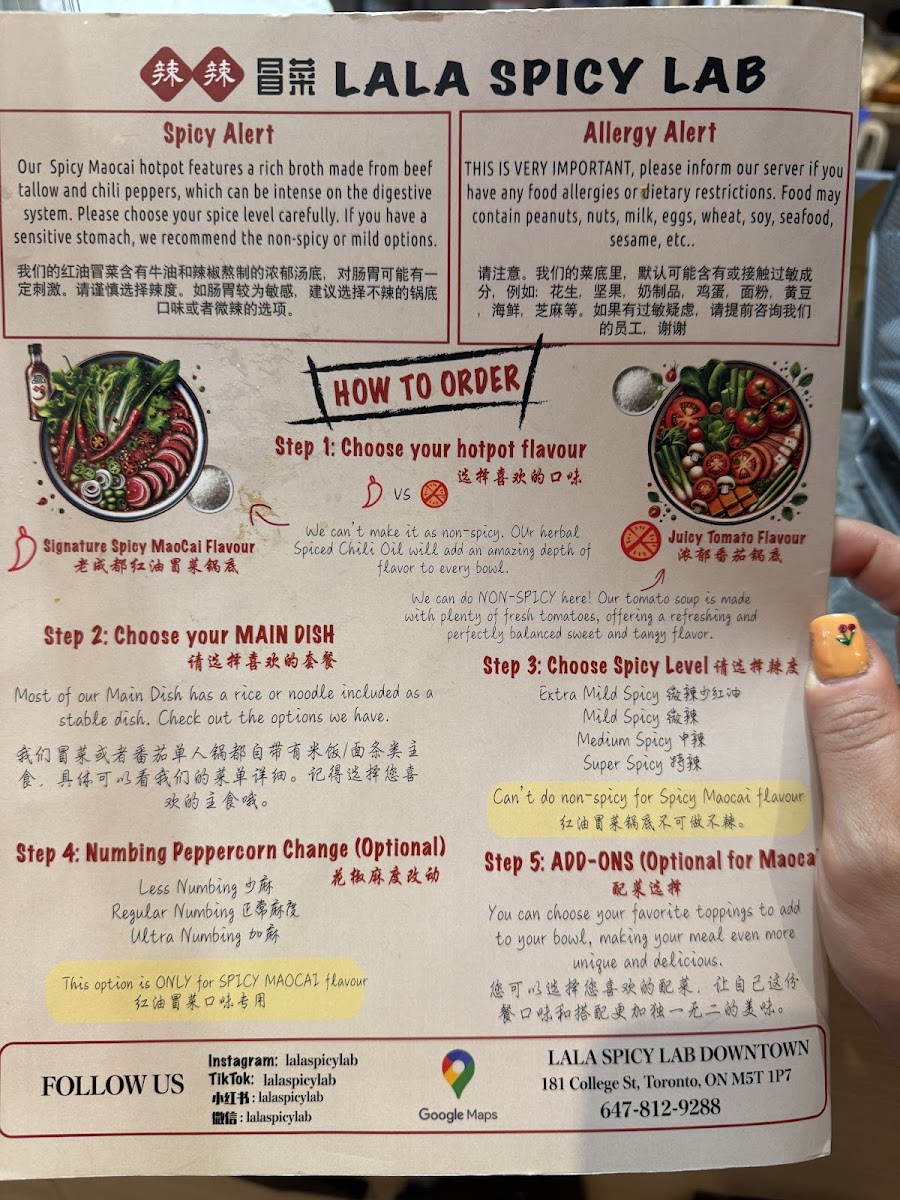 辣 辣 冒菜 LALA SPICY LAB
Spicy Alert
Our Spicy Maocai hotpot features a rich broth made from beef
tallow and chili peppers, which can be intense on the digestive
system. Please choose your spice level carefully. If you have a
sensitive stomach, we recommend the non-spicy or mild options.
我们的红油冒菜含有牛油和辣椒熬制的浓郁汤底，对肠胃可能有一
定刺激。请谨慎选择辣度。如肠胃较为敏感，建议选择不辣的锅底
口味或者微辣的选项。
Allergy Alert
THIS IS VERY IMPORTANT, please inform our server if you
have any food allergies or dietary restrictions. Food may
contain peanuts, nuts, milk, eggs, wheat, soy, seafood,
sesame, etc..
请注意。我们的菜底里，默认可能含有或接触过敏成
分，例如：花生，坚果，奶制品，鸡蛋，面粉，黄豆
，海鲜，芝麻等。如果有过敏疑虑，请提前咨询我们
的员工，谢谢
HOW TO ORDER
Step 1: Choose your hotpot flavour
选择喜欢的口味
VS
We can't make it as non-spicy. OUr herbal
Spiced Chili Oil will add an amazing depth of
flavor to every bowl.
Signature Spicy MaoCai Flavour
老成都红油冒菜锅底
Juicy Tomato Flavour
浓郁番茄锅底
We can do NON-SPICY here! Our tomato soup is made
with plenty of fresh tomatoes, offering a refreshing and
perfectly balanced sweet and tangy flavor.
Step 2: Choose your MAIN DISH
请选择喜欢的套餐
Most of our Main Dish has a rice or noodle included as a
stable dish. Check out the options we have.
我们冒菜或者番茄单人锅都自带有米饭/面条类主
食，具体可以看我们的菜单详细。记得选择您喜
欢的主食哦。
Step 3: Choose Spicy Level 请选择辣度
Extra Mild Spicy 微辣少红油
Mild Spicy 微辣
Medium Spicy 中辣
Super Spicy 特辣
Can't do non-spicy for Spicy Maocai flavour
红油冒菜锅底不可做不辣。
Step 4: Numbing Peppercorn Change (Optional)
花椒麻度改动
Less Numbing 少麻
Regular Numbing 正常麻度
Ultra Numbing 加麻
This option is ONLY for SPICY MAOCAI flavour
红油冒菜口味专用
Step 5: ADD-ONS (Optional for Maoca
配菜选择
You can choose your favorite toppings to add
to your bowl, making your meal even more
unique and delicious.
您可以选择您喜欢的配菜，让自己这份
餐口味和搭配更加独一无二的美味。
FOLLOW US
Instagram: lalaspicylab
TikTok: lalaspicylab
小红书: lalaspicylab
微信: lalaspicylab
Google Maps
LALA SPICY LAB DOWNTOWN
181 College St, Toronto, ON M5T 1P7
647-812-9288